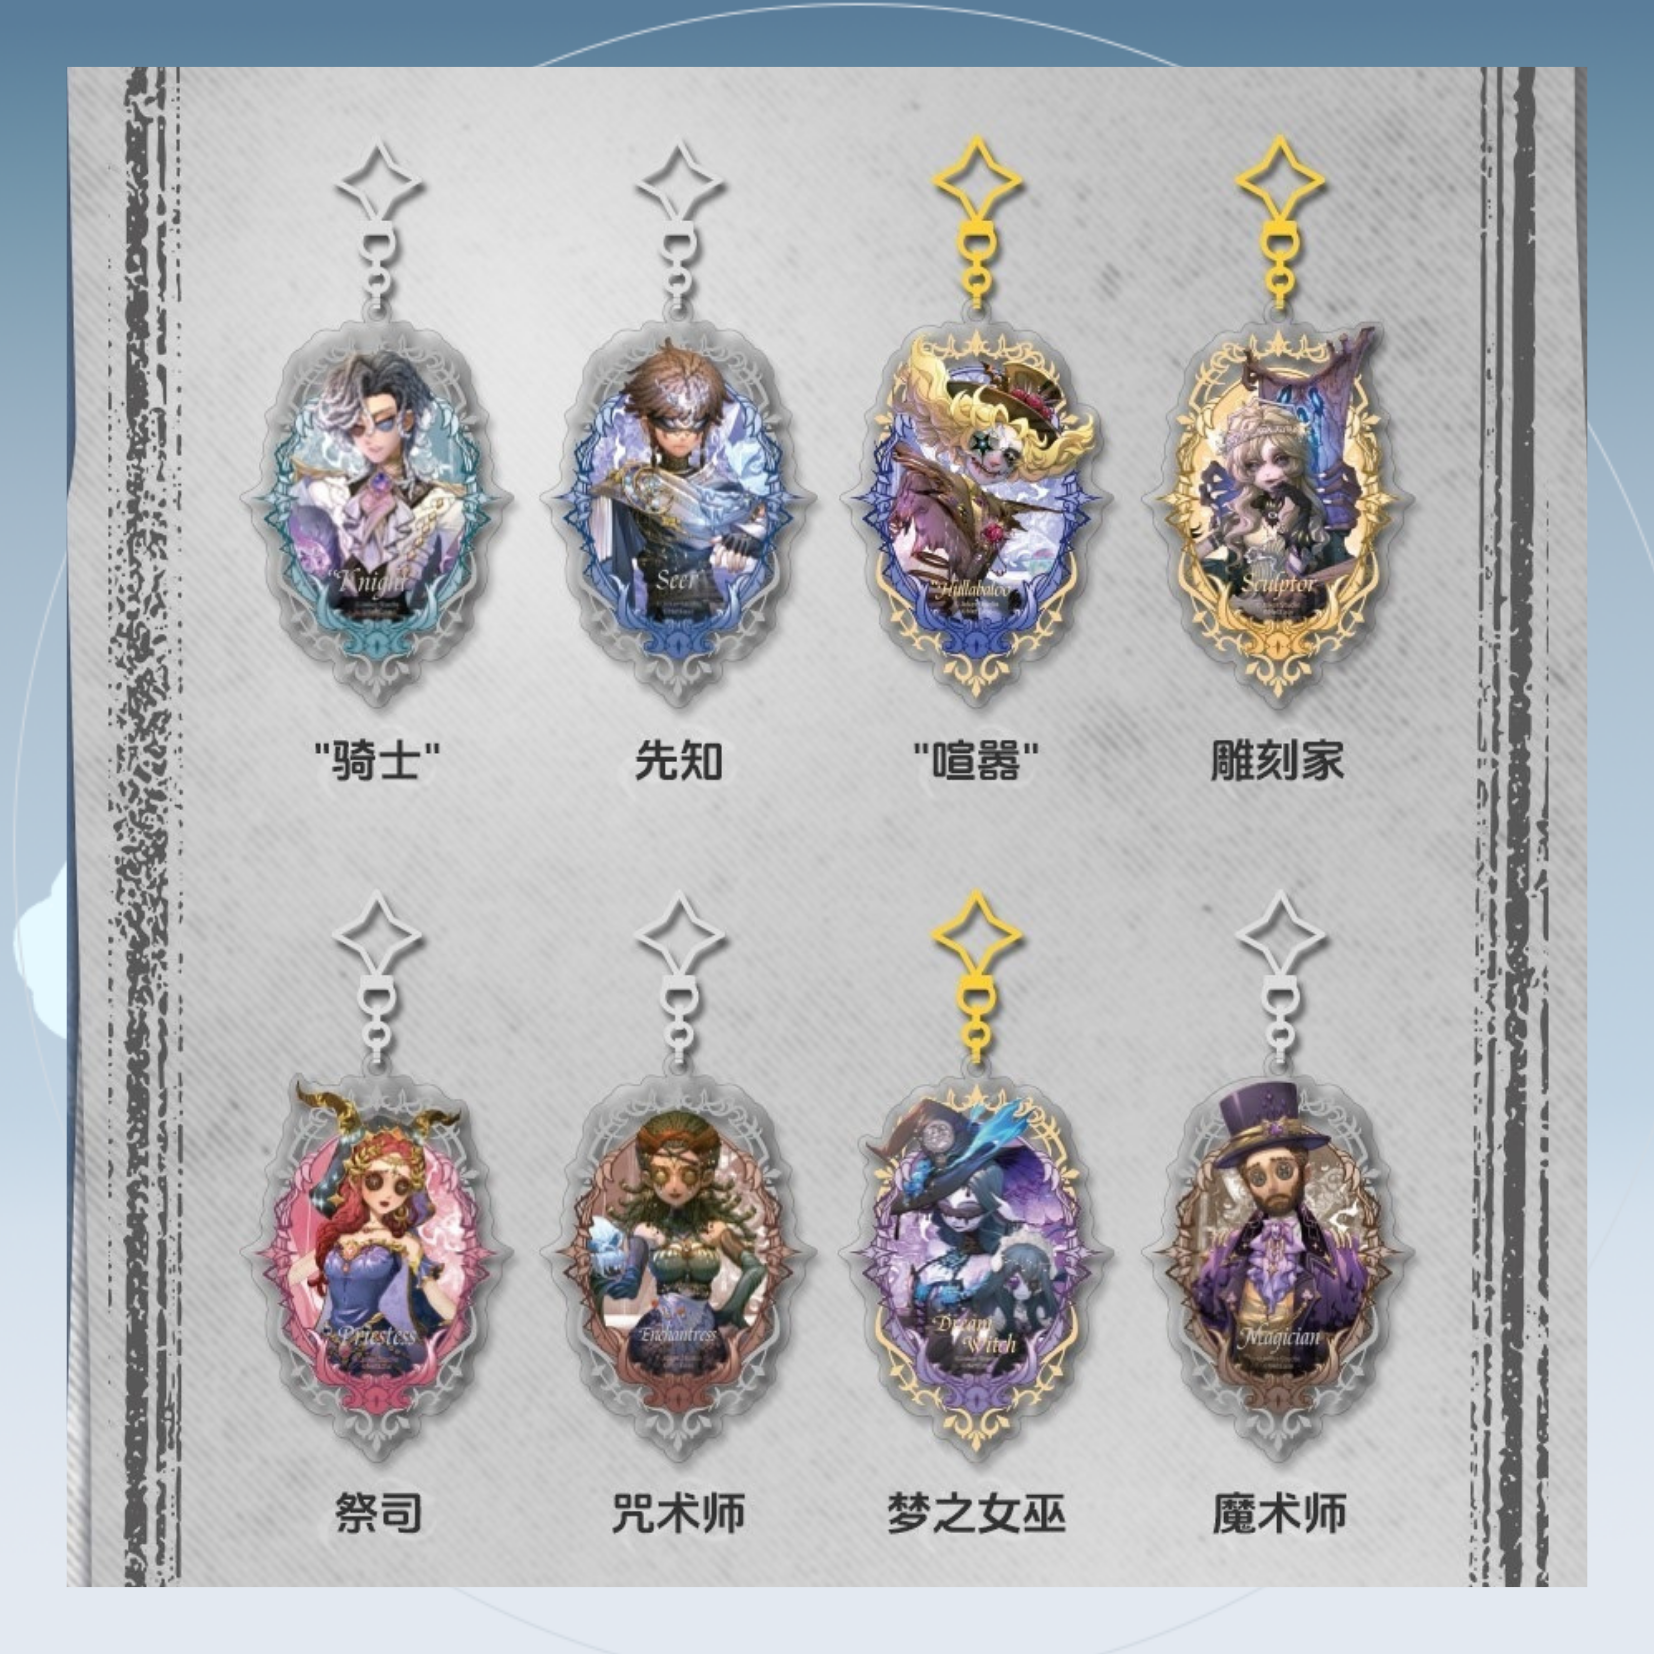 "Knight"
Seer
"Hullabaloo"
Sculptor
"骑士"
先知
"喧嚣"
雕刻家
Priestess
Enchantress
Dream
Witch
Magician
祭司
咒术师
梦之女巫
魔术师